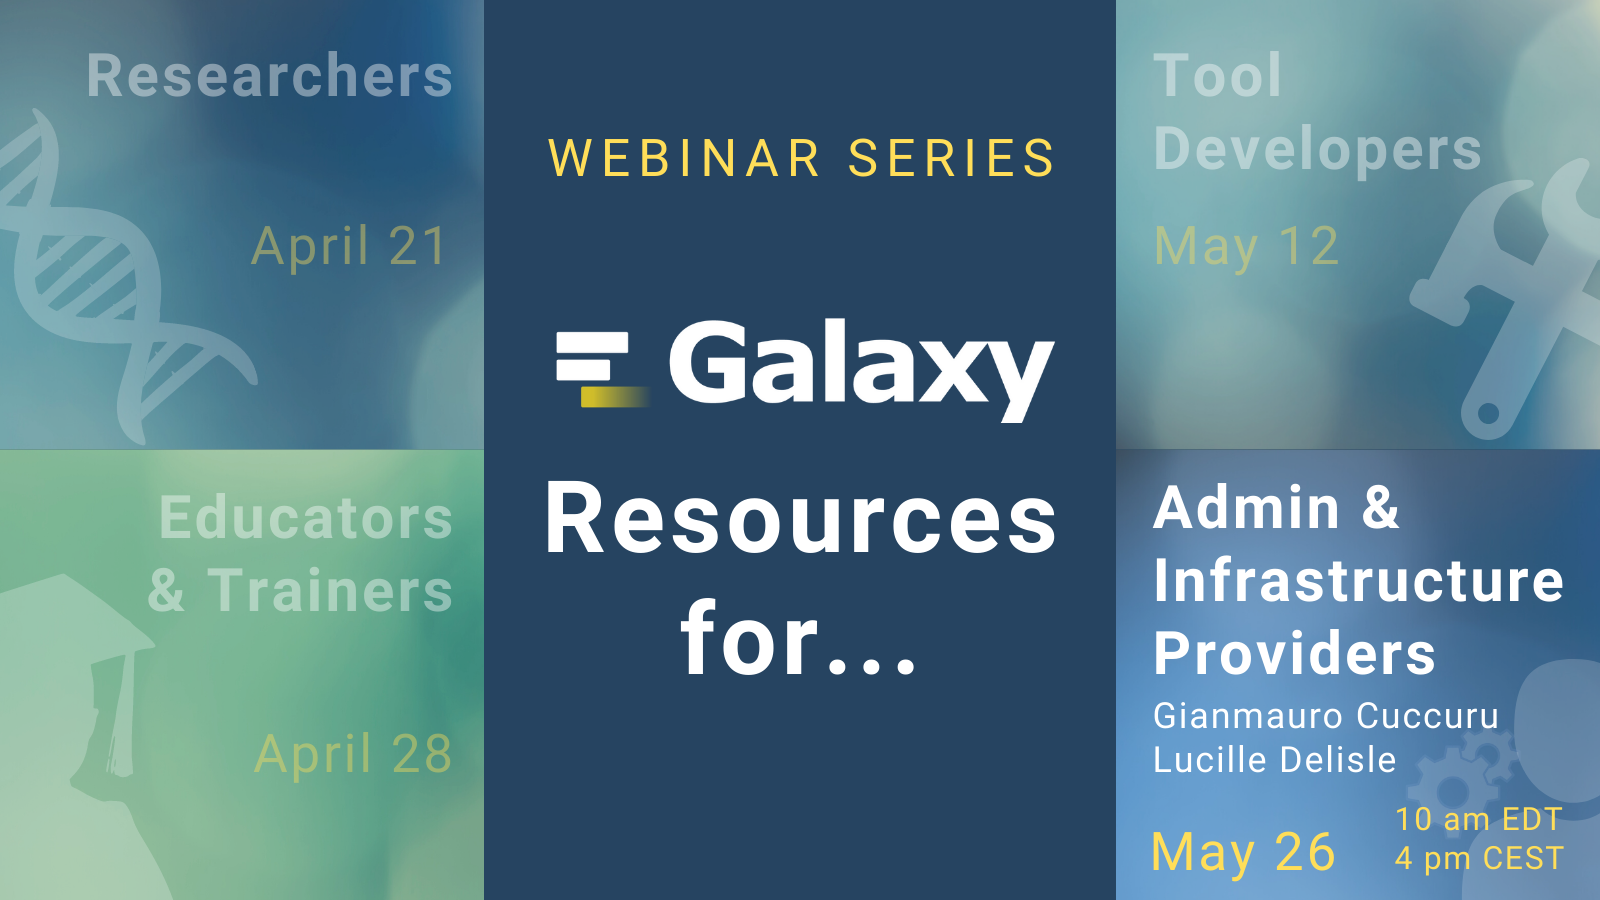 Researchers
April 21
Educators
& Trainers
April 28
WEBINAR SERIES
Galaxy
Resources
for...
Tool
Developers
May 12
Admin &
Infrastructure
Providers
Gianmauro Cuccuru
Lucille Delisle
May 26
10 am EDT
4 pm CEST